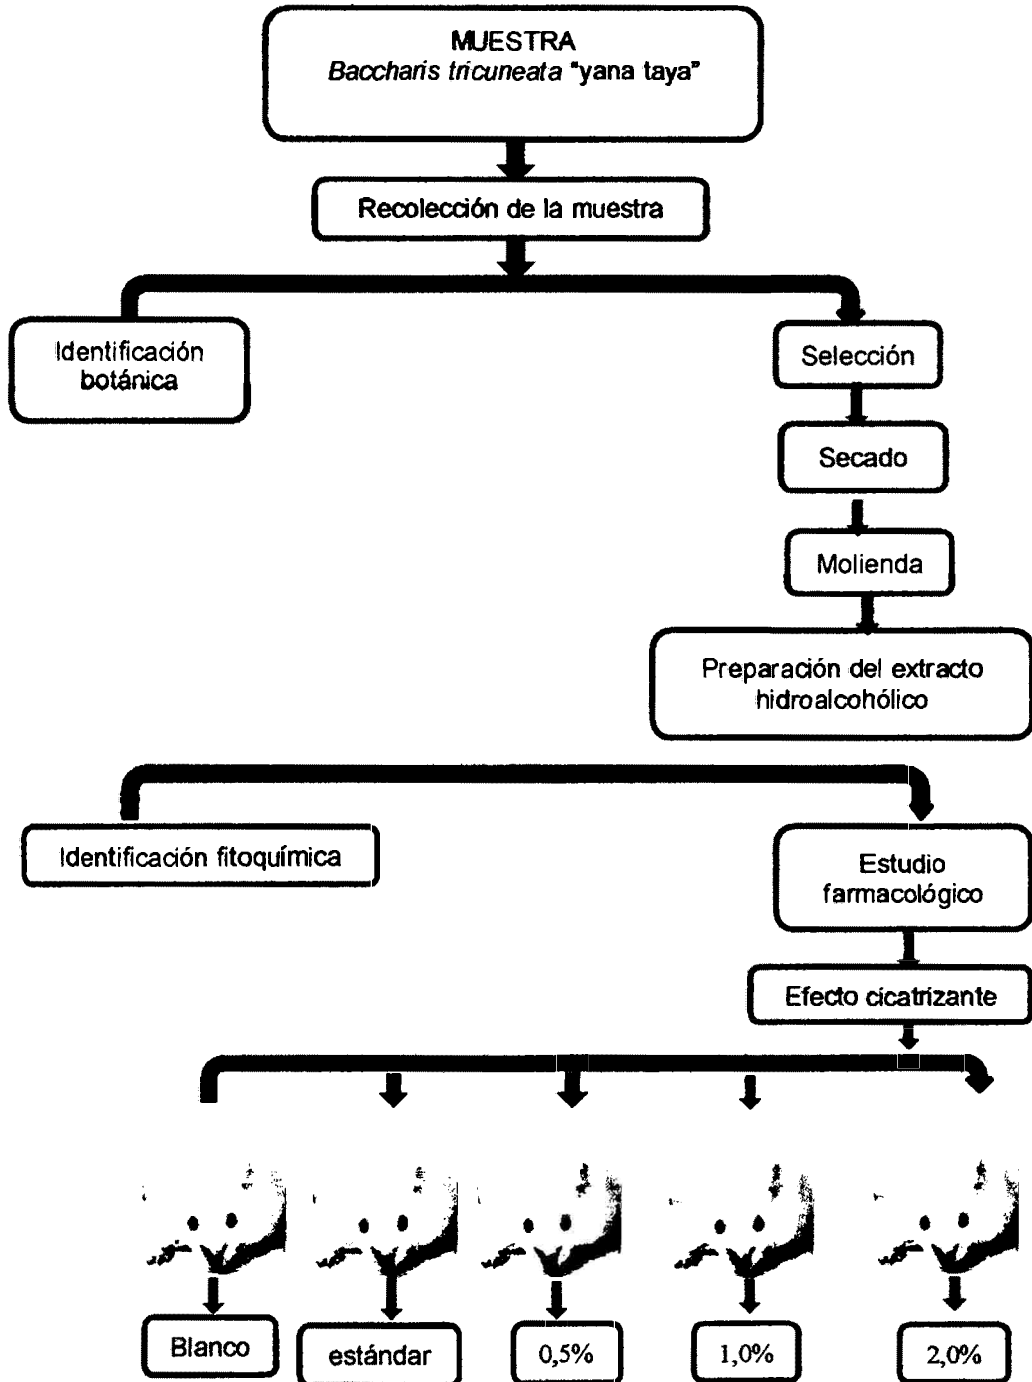 MUESTRA
Baccharis tricuneata "yana taya"
Recolección de la muestra
Identificación
botánica
Selección
Secado
Molienda
Preparación del extracto
hidroalcohólico
Identificación fitoquímica
Estudio
farmacológico
Efecto cicatrizante
Blanco
estándar
0,5%
1,0%
2,0%